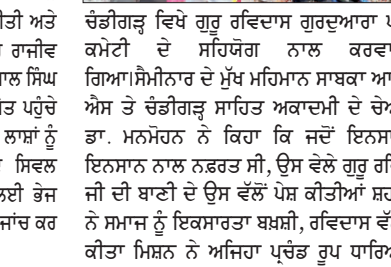 ੀਤੀ ਅਤੇ
ਰਾਜੀਵ
ਾਲ ਸਿੰਘ
ਤ ਪਹੁੰਚੇ
ਲਾਸ਼ਾਂ ਨੂੰ
ਸਿਵਲ
ਲਈ ਭੇਜ
ਜਾਂਚ ਕਰ
ਚੰਡੀਗੜ੍ਹ ਵਿਖੇ ਗੁਰੂ ਰਵਿਦਾਸ ਗੁਰਦੁਆਰਾ
ਕਮੇਟੀ ਦੇ ਸਹਿਯੋਗ ਨਾਲ ਕਰਵਾ
ਗਿਆ।ਸੈਮੀਨਾਰ ਦੇ ਮੁੱਖ ਮਹਿਮਾਨ ਸਾਬਕਾ ਆ
ਐਸ ਤੇ ਚੰਡੀਗੜ੍ਹ ਸਾਹਿਤ ਅਕਾਦਮੀ ਦੇ ਚੇਅ
ਡਾ. ਮਨਮੋਹਨ ਨੇ ਕਿਹਾ ਕਿ ਜਦੋਂ ਇਨਸਾ
ਇਨਸਾਨ ਨਾਲ ਨਫ਼ਰਤ ਸੀ, ਉਸ ਵੇਲੇ ਗੁਰੂ ਰਵਿ
ਜੀ ਦੀ ਬਾਣੀ ਦੇ ਉਸ ਵੱਲੋਂ ਪੇਸ਼ ਕੀਤੀਆਂ ਸ਼ਹ
ਨੇ ਸਮਾਜ ਨੂੰ ਇਕਸਾਰਤਾ ਬਖ਼ਸ਼ੀ, ਰਵਿਦਾਸ ਵੱ
ਕੀਤਾ ਮਿਸ਼ਨ ਨੇ ਅਜਿਹਾ ਪ੍ਰਚੰਡ ਰੂਪ ਧਾਰਿਅ